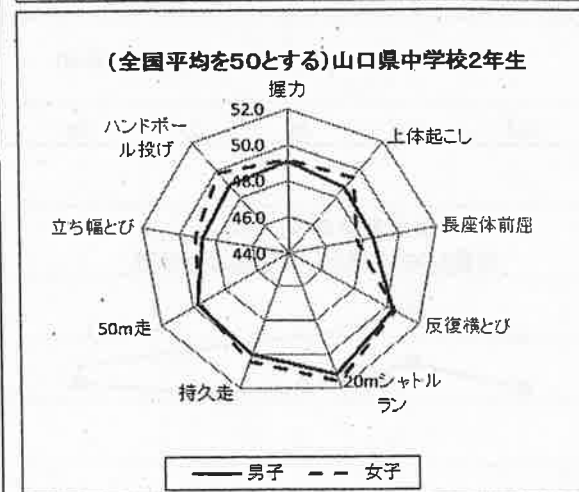 (全国平均を50とする)山口県中学校2年生
握力
52.0
50.0
48.0
46.0
44.0
上体起こし
長座体前屈
反復横とび
20mシャトル
ラン
持久走
50m走
立ち幅とび
ハンドボー
ル投げ
男子
女子